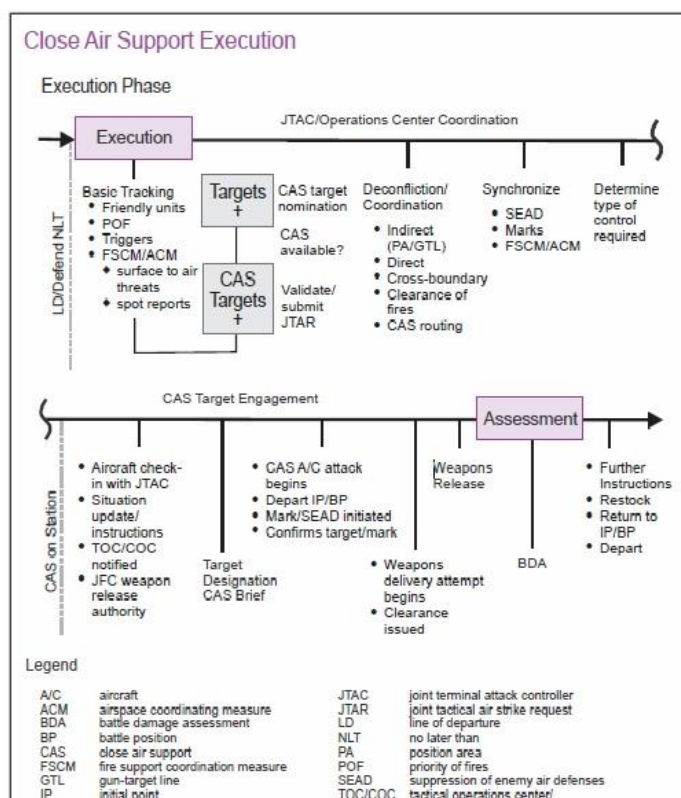 Close Air Support Execution
Execution Phase
JTAC/Operations Center Coordination
Execution
LD/Defend NLT
Basic Tracking
• Friendly units
• POF
• Triggers
• FSCM/ACM
♦ surface to air
threats
♦ spot reports
Targets
+
CAS
Targets
+
CAS target
nomination
CAS
available?
Validate/
submit
JTAR
Deconfliction/
Coordination
• Indirect
(PA/GTL)
• Direct
• Cross-boundary
• Clearance of
fires
• CAS routing
Synchronize
• SEAD
• Marks
• FSCM/ACM
Determine
type of
control
required
CAS Target Engagement
Assessment
CAS on Station
• Aircraft check-
in with JTAC
• Situation
update/
instructions
• TOC/COC
notified
• JFC weapon
release
authority
Target
Designation
CAS Brief
• CAS A/C attack
begins
• Depart IP/BP
• Mark/SEAD initiated
• Confirms target/mark
• Weapons
delivery attempt
begins
• Clearance
issued
Weapons
Release
BDA
• Further
Instructions
• Restock
• Return to
IP/BP
• Depart
Legend
A/C aircraft
ACM airspace coordinating measure
BDA battle damage assessment
BP battle position
CAS close air support
FSCM fire support coordination measure
GTL gun-target line
IP initial point
JTAC joint terminal attack controller
JTAR joint tactical air strike request
LD line of departure
NLT no later than
PA position area
POF priority of fires
SEAD suppression of enemy air defenses
TOC/COC tactical operations center/